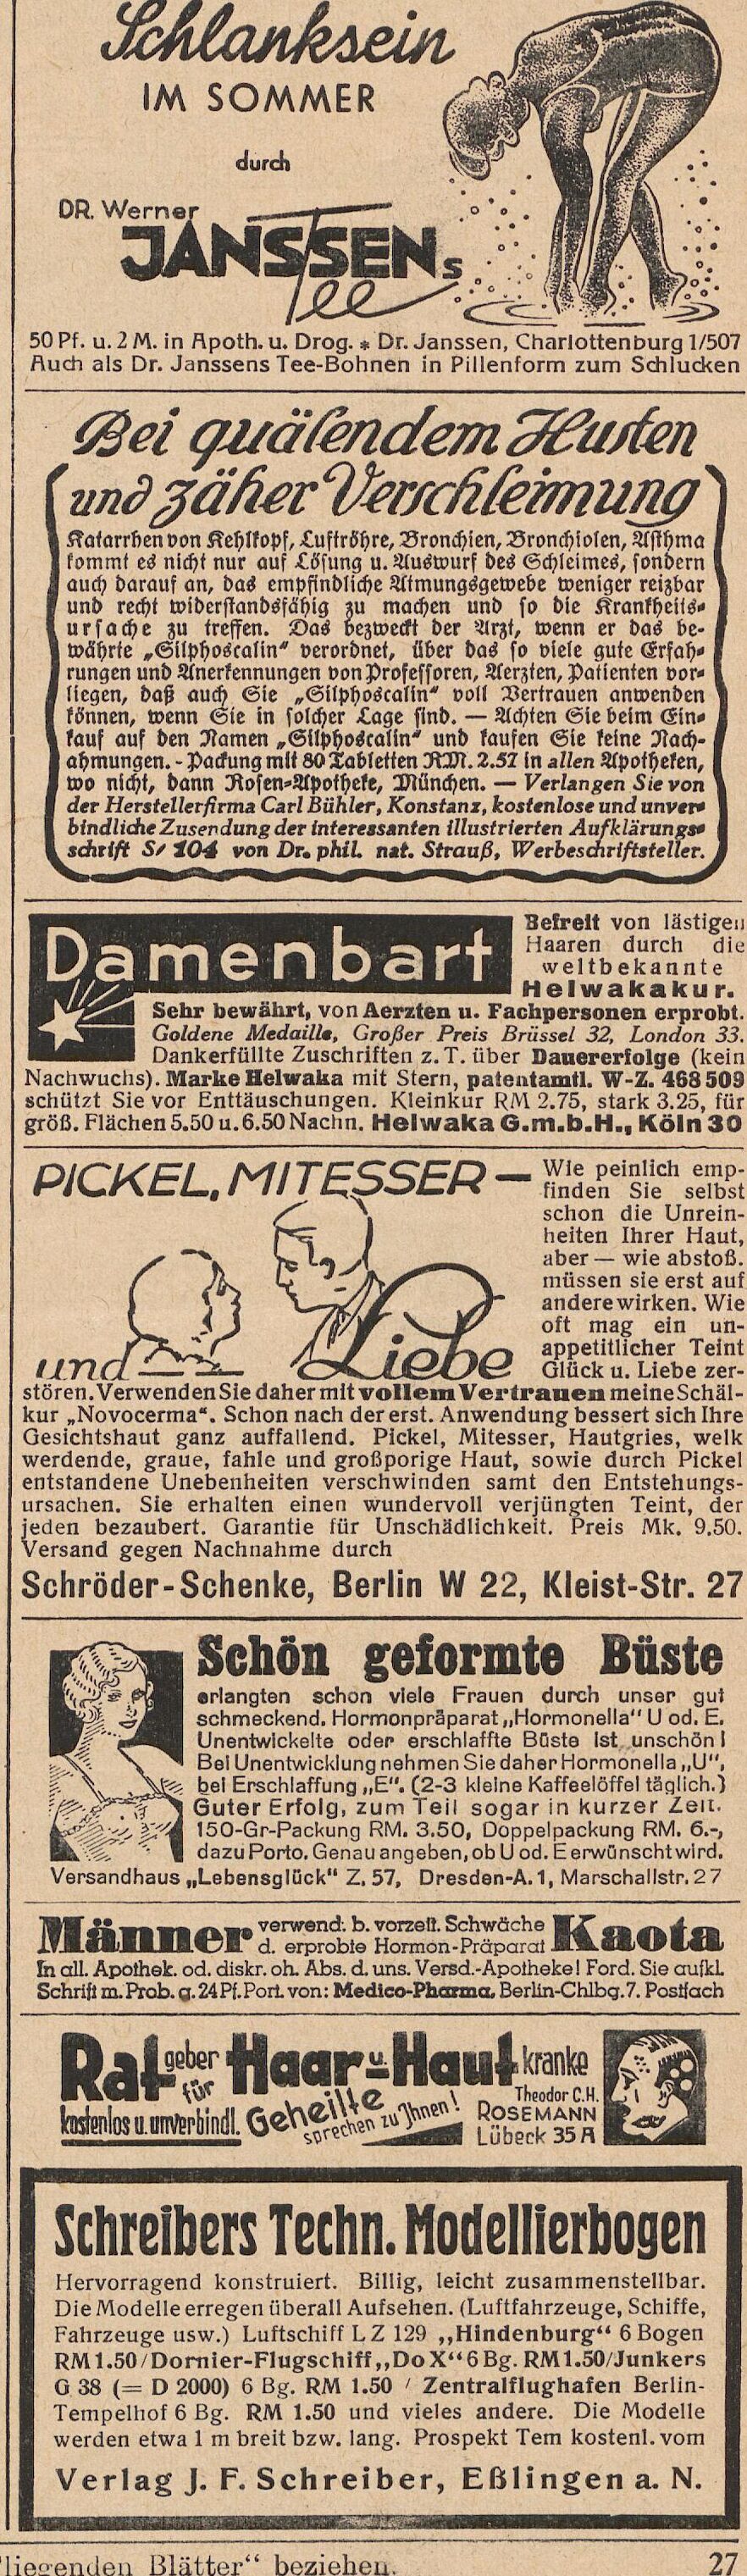 Schlanksein
IM SOMMER
durch
DR. Werner
JANSSENs
Tee
50 Pf. u. 2 M. in Apoth. u. Drog. * Dr. Janssen, Charlottenburg 1/507
Auch als Dr. Janssens Tee-Bohnen in Pillenform zum Schlucken
Bei quälendem Husten
und zäher Verschleimung
Katarrhen von Kehlkopf, Luftröhre, Bronchien, Bronchiolen, Asthma
kommt es nicht nur auf Lösung u. Auswurf des Schleimes, sondern
auch darauf an, das empfindliche Atmungsgewebe weniger reizbar
und recht widerstandsfähig zu machen und so die Krankheits-
ursache zu treffen. Das bezweckt der Arzt, wenn er das be-
währte „Silphoscalin“ verordnet, über das so viele gute Erfah-
rungen und Anerkennungen von Professoren, Aerzten, Patienten vor-
liegen, daß auch Sie „Silphoscalin“ voll Vertrauen anwenden
können, wenn Sie in solcher Lage sind. — Achten Sie beim Ein-
kauf auf den Namen „Silphoscalin“ und kaufen Sie keine Nach-
ahmungen. - Packung mit 80 Tabletten RM. 2.57 in allen Apotheken,
wo nicht, dann Rosen-Apotheke, München. — Verlangen Sie von
der Herstellerfirma Carl Bühler, Konstanz, kostenlose und unver-
bindliche Zusendung der interessanten illustrierten Aufklärungs-
schrift S/ 104 von Dr. phil. nat. Strauß, Werbeschriftsteller.
Damenbart
Befreit von lästigen
Haaren durch die
weltbekannte
Helwakakur.
Sehr bewährt, von Aerzten u. Fachpersonen erprobt.
Goldene Medaille, Großer Preis Brüssel 32, London 33.
Dankerfüllte Zuschriften z. T. über Dauererfolge (kein
Nachwuchs). Marke Helwaka mit Stern, patentamtl. W-Z. 468 509
schützt Sie vor Enttäuschungen. Kleinkur RM 2.75, stark 3.25, für
größ. Flächen 5.50 u. 6.50 Nachn. Helwaka G.m.b.H., Köln 30
PICKEL, MITESSER —
und Liebe
Wie peinlich emp-
finden Sie selbst
schon die Unrein-
heiten Ihrer Haut,
aber — wie abstoß.
müssen sie erst auf
andere wirken. Wie
oft mag ein un-
appetitlicher Teint
Glück u. Liebe zer-
stören. Verwenden Sie daher mit vollem Vertrauen meine Schäl-
kur „Novocerma“. Schon nach der erst. Anwendung bessert sich Ihre
Gesichtshaut ganz auffallend. Pickel, Mitesser, Hautgries, welk
werdende, graue, fahle und großporige Haut, sowie durch Pickel
entstandene Unebenheiten verschwinden samt den Entstehungs-
ursachen. Sie erhalten einen wundervoll verjüngten Teint, der
jeden bezaubert. Garantie für Unschädlichkeit. Preis Mk. 9.50.
Versand gegen Nachnahme durch
Schröder-Schenke, Berlin W 22, Kleist-Str. 27
Schön geformte Büste
erlangten schon viele Frauen durch unser gut
schmeckend. Hormonpräparat „Hormonella“ U od. E.
Unentwickelte oder erschlaffte Büste ist unschön!
Bei Unentwicklung nehmen Sie daher Hormonella „U“,
bei Erschlaffung „E“. (2-3 kleine Kaffeelöffel täglich.)
Guter Erfolg, zum Teil sogar in kurzer Zeit.
150-Gr-Packung RM. 3.50, Doppelpackung RM. 6.-,
dazu Porto. Genau angeben, ob U od. E erwünscht wird.
Versandhaus „Lebensglück“ Z. 57, Dresden-A. 1, Marschallstr. 27
Männer verwend. b. vorzeit. Schwäche Kaota
d. erprobte Hormon-Präparat
In all. Apothek. od. diskr. oh. Abs. d. uns. Versd.-Apotheke! Ford. Sie aufkl.
Schrift m. Prob. g. 24 Pf. Port. von: Medico-Pharma, Berlin-Chlbg. 7. Postfach
Ratgeber für Haar- u. Hautkranke
kostenlos u. unverbindl. Geheilte sprechen zu Ihnen!
Theodor C.H.
ROSEMANN
Lübeck 35 A
Schreibers Techn. Modellierbogen
Hervorragend konstruiert. Billig, leicht zusammenstellbar.
Die Modelle erregen überall Aufsehen. (Luftfahrzeuge, Schiffe,
Fahrzeuge usw.) Luftschiff L Z 129 „Hindenburg“ 6 Bogen
RM 1.50 / Dornier-Flugschiff „Do X“ 6 Bg. RM 1.50 / Junkers
G 38 (= D 2000) 6 Bg. RM 1.50 / Zentralflughafen Berlin-
Tempelhof 6 Bg. RM 1.50 und vieles andere. Die Modelle
werden etwa 1 m breit bzw. lang. Prospekt Tem kostenl. vom
Verlag J. F. Schreiber, Eßlingen a. N.
liegenden Blätter“ beziehen.
27